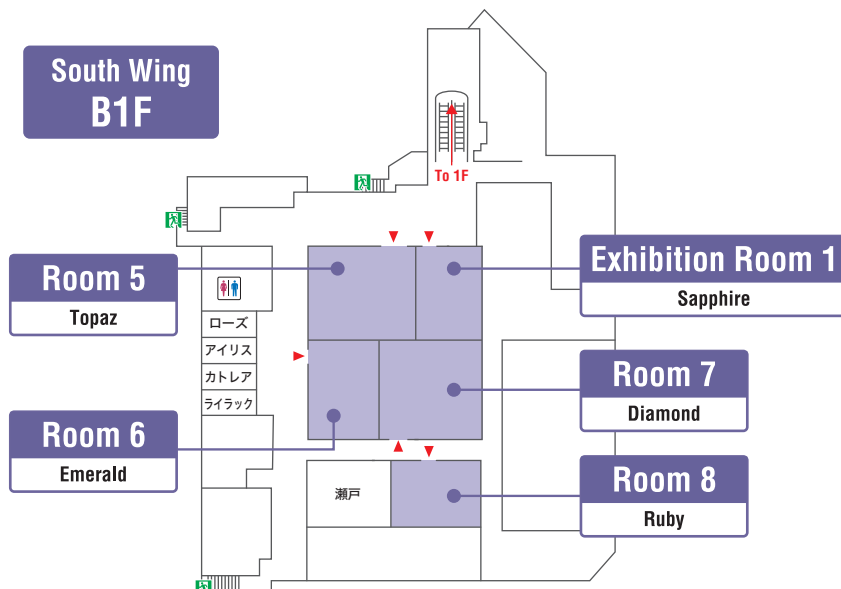 South Wing
B1F
To 1F
Room 5
Topaz
Exhibition Room 1
Sapphire
ローズ
アイリス
カトレア
ライラック
Room 7
Diamond
Room 6
Emerald
瀬戸
Room 8
Ruby